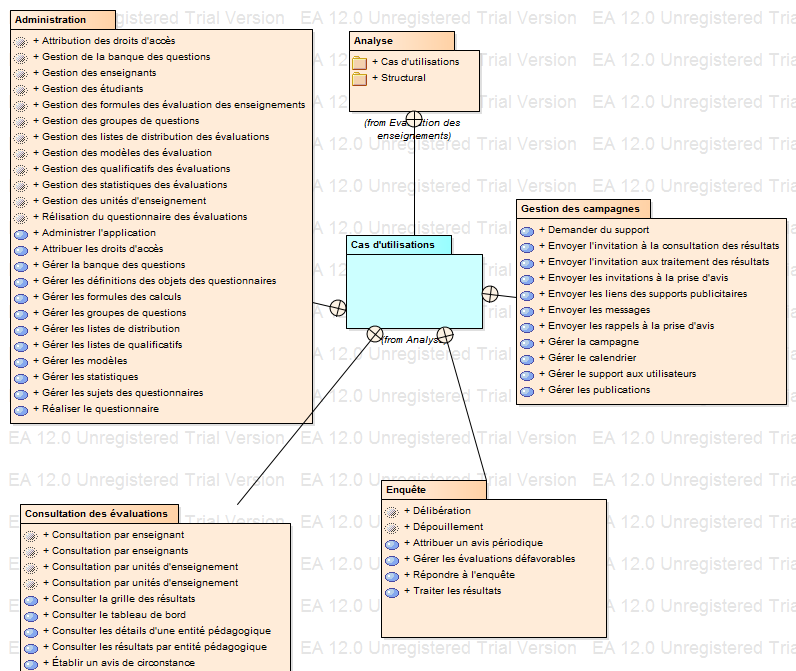 EA 12.0 Unregistered Trial Version
Administration
+ Attribution des droits d'accès
+ Gestion de la banque des questions
+ Gestion des enseignants
+ Gestion des étudiants
+ Gestion des formules des évaluation des enseignements
+ Gestion des groupes de questions
+ Gestion des listes de distribution des évaluations
+ Gestion des modèles des évaluation
+ Gestion des qualificatifs des évaluations
+ Gestion des statistiques des évaluations
+ Gestion des unités d'enseignement
+ Rélisation du questionnaire des évaluations
+ Administrer l'application
+ Attribuer les droits d'accès
+ Gérer la banque des questions
+ Gérer les définitions des objets des questionnaires
+ Gérer les formules des calculs
+ Gérer les groupes de questions
+ Gérer les listes de distribution
+ Gérer les listes de qualificatifs
+ Gérer les modèles
+ Gérer les statistiques
+ Gérer les sujets des questionnaires
+ Réaliser le questionnaire
Analyse
+ Cas d'utilisations
+ Structural
(from Evaluation des
enseignements)
Cas d'utilisations
(from Analyse)
Gestion des campagnes
+ Demander du support
+ Envoyer l'invitation à la consultation des résultats
+ Envoyer l'invitation aux traitement des résultats
+ Envoyer les invitations à la prise d'avis
+ Envoyer les liens des supports publicitaires
+ Envoyer les messages
+ Envoyer les rappels à la prise d'avis
+ Gérer la campagne
+ Gérer le calendrier
+ Gérer le support aux utilisateurs
+ Gérer les publications
Consultation des évaluations
+ Consultation par enseignant
+ Consultation par enseignants
+ Consultation par unités d'enseignement
+ Consultation par unités d'enseignement
+ Consulter la grille des résultats
+ Consulter le tableau de bord
+ Consulter les détails d'une entité pédagogique
+ Consulter les résultats par entité pédagogique
+ Établir un avis de circonstance
Enquête
+ Délibération
+ Dépouillement
+ Attribuer un avis périodique
+ Gérer les évaluations défavorables
+ Répondre à l'enquête
+ Traiter les résultats